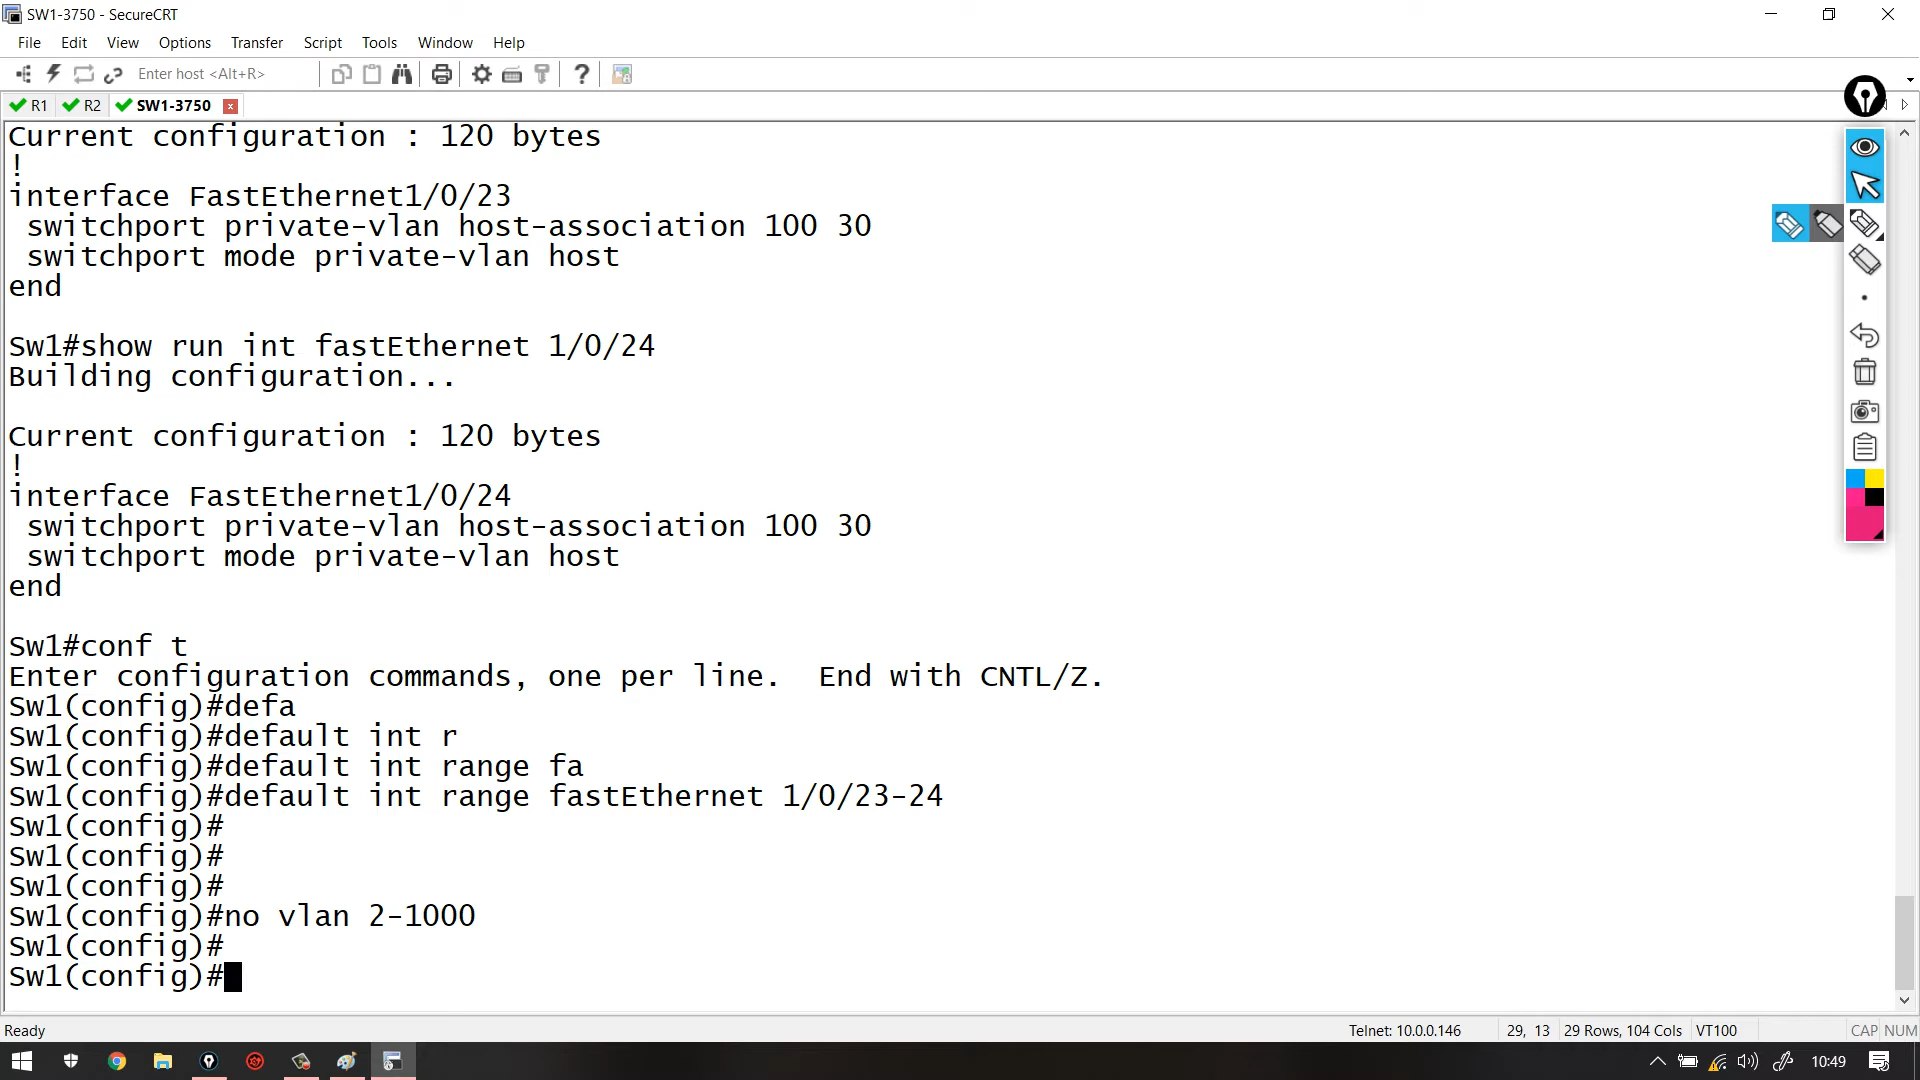 SW1-3750 - SecureCRT
File Edit View Options Transfer Script Tools Window Help
Enter host <Alt+R>
R1 R2 SW1-3750
Current configuration : 120 bytes
!
interface FastEthernet1/0/23
 switchport private-vlan host-association 100 30
 switchport mode private-vlan host
end
Sw1#show run int fastEthernet 1/0/24
Building configuration...
Current configuration : 120 bytes
!
interface FastEthernet1/0/24
 switchport private-vlan host-association 100 30
 switchport mode private-vlan host
end
Sw1#conf t
Enter configuration commands, one per line.  End with CNTL/Z.
Sw1(config)#defa
Sw1(config)#default int r
Sw1(config)#default int range fa
Sw1(config)#default int range fastEthernet 1/0/23-24
Sw1(config)#
Sw1(config)#
Sw1(config)#
Sw1(config)#no vlan 2-1000
Sw1(config)#
Sw1(config)#
Ready Telnet: 10.0.0.146 29, 13 29 Rows, 104 Cols VT100 CAP NUM
10:49